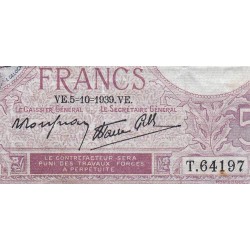 FRANCS
VE.5-10-1939.VE.
LE CAISSIER GÉNÉRAL LE SECRÉTAIRE GÉNÉRAL
5
LE CONTREFACTEUR SERA
PUNI DES TRAVAUX FORCÉS
À PERPÉTUITÉ
T.64197